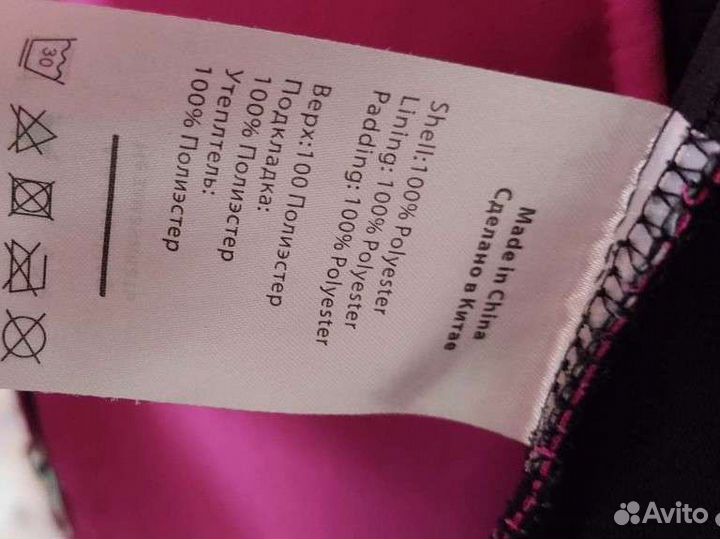 Made in China
Сделано в Китае
Shell:100% Polyester
Lining: 100% Polyester
Padding: 100% Polyester
Верх:100 Полиэстер
Подкладка:
100% Полиэстер
Утеплтель:
100% Полиэстер
30
Avito